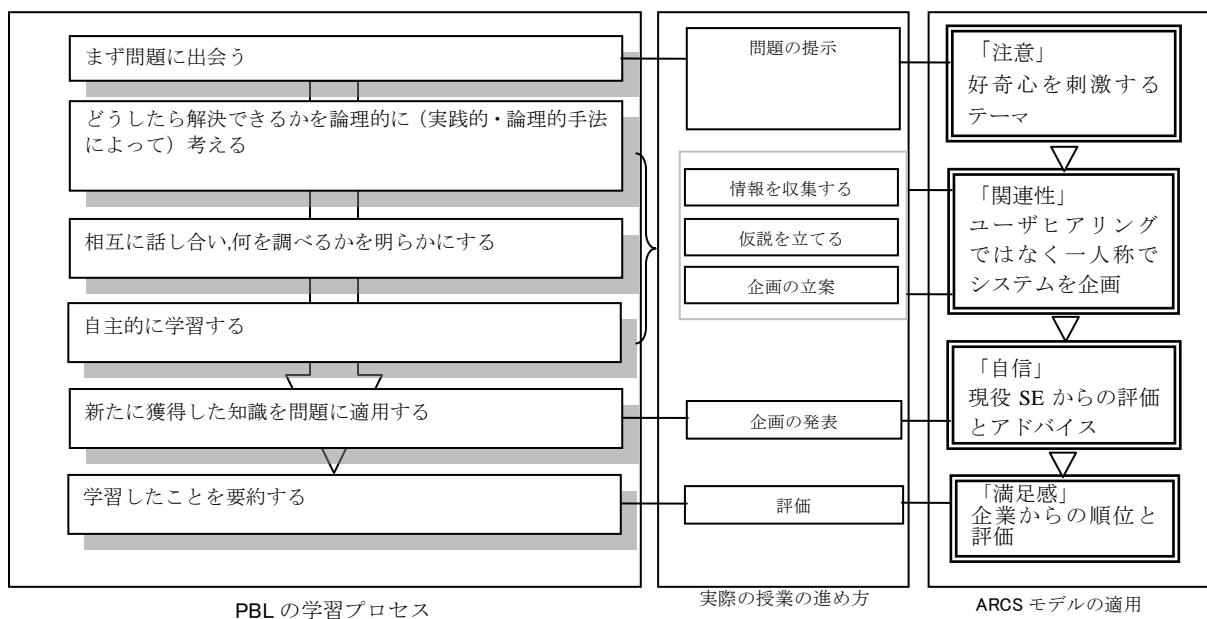 まず問題に出会う
どうしたら解決できるかを論理的に（実践的・論理的手法
によって）考える
相互に話し合い,何を調べるかを明らかにする
自主的に学習する
新たに獲得した知識を問題に適用する
学習したことを要約する
PBL の学習プロセス
問題の提示
情報を収集する
仮説を立てる
企画の立案
企画の発表
評価
実際の授業の進め方
「注意」
好奇心を刺激する
テーマ
「関連性」
ユーザヒアリング
ではなく一人称で
システムを企画
「自信」
現役 SE からの評価
とアドバイス
「満足感」
企業からの順位と
評価
ARCS モデルの適用